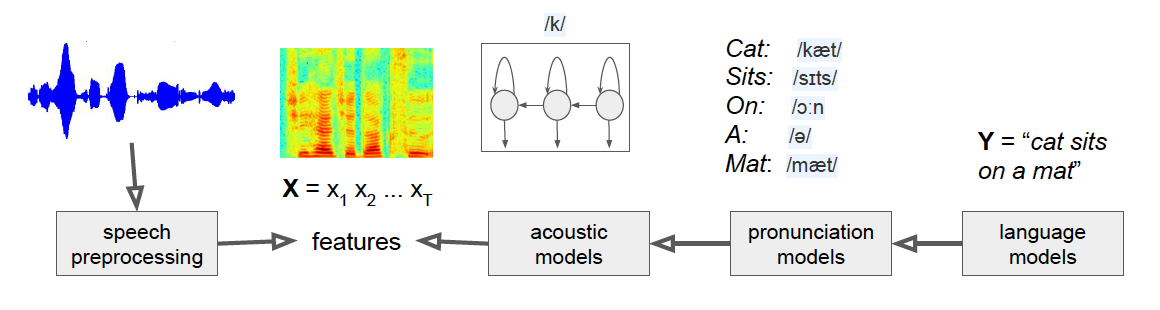 /k/
Cat: /kæt/
Sits: /sɪts/
On: /ɔːn
A: /ə/
Mat: /mæt/
Y = “cat sits
on a mat”
X = x1 x2 ... xT
speech
preprocessing
features
acoustic
models
pronunciation
models
language
models